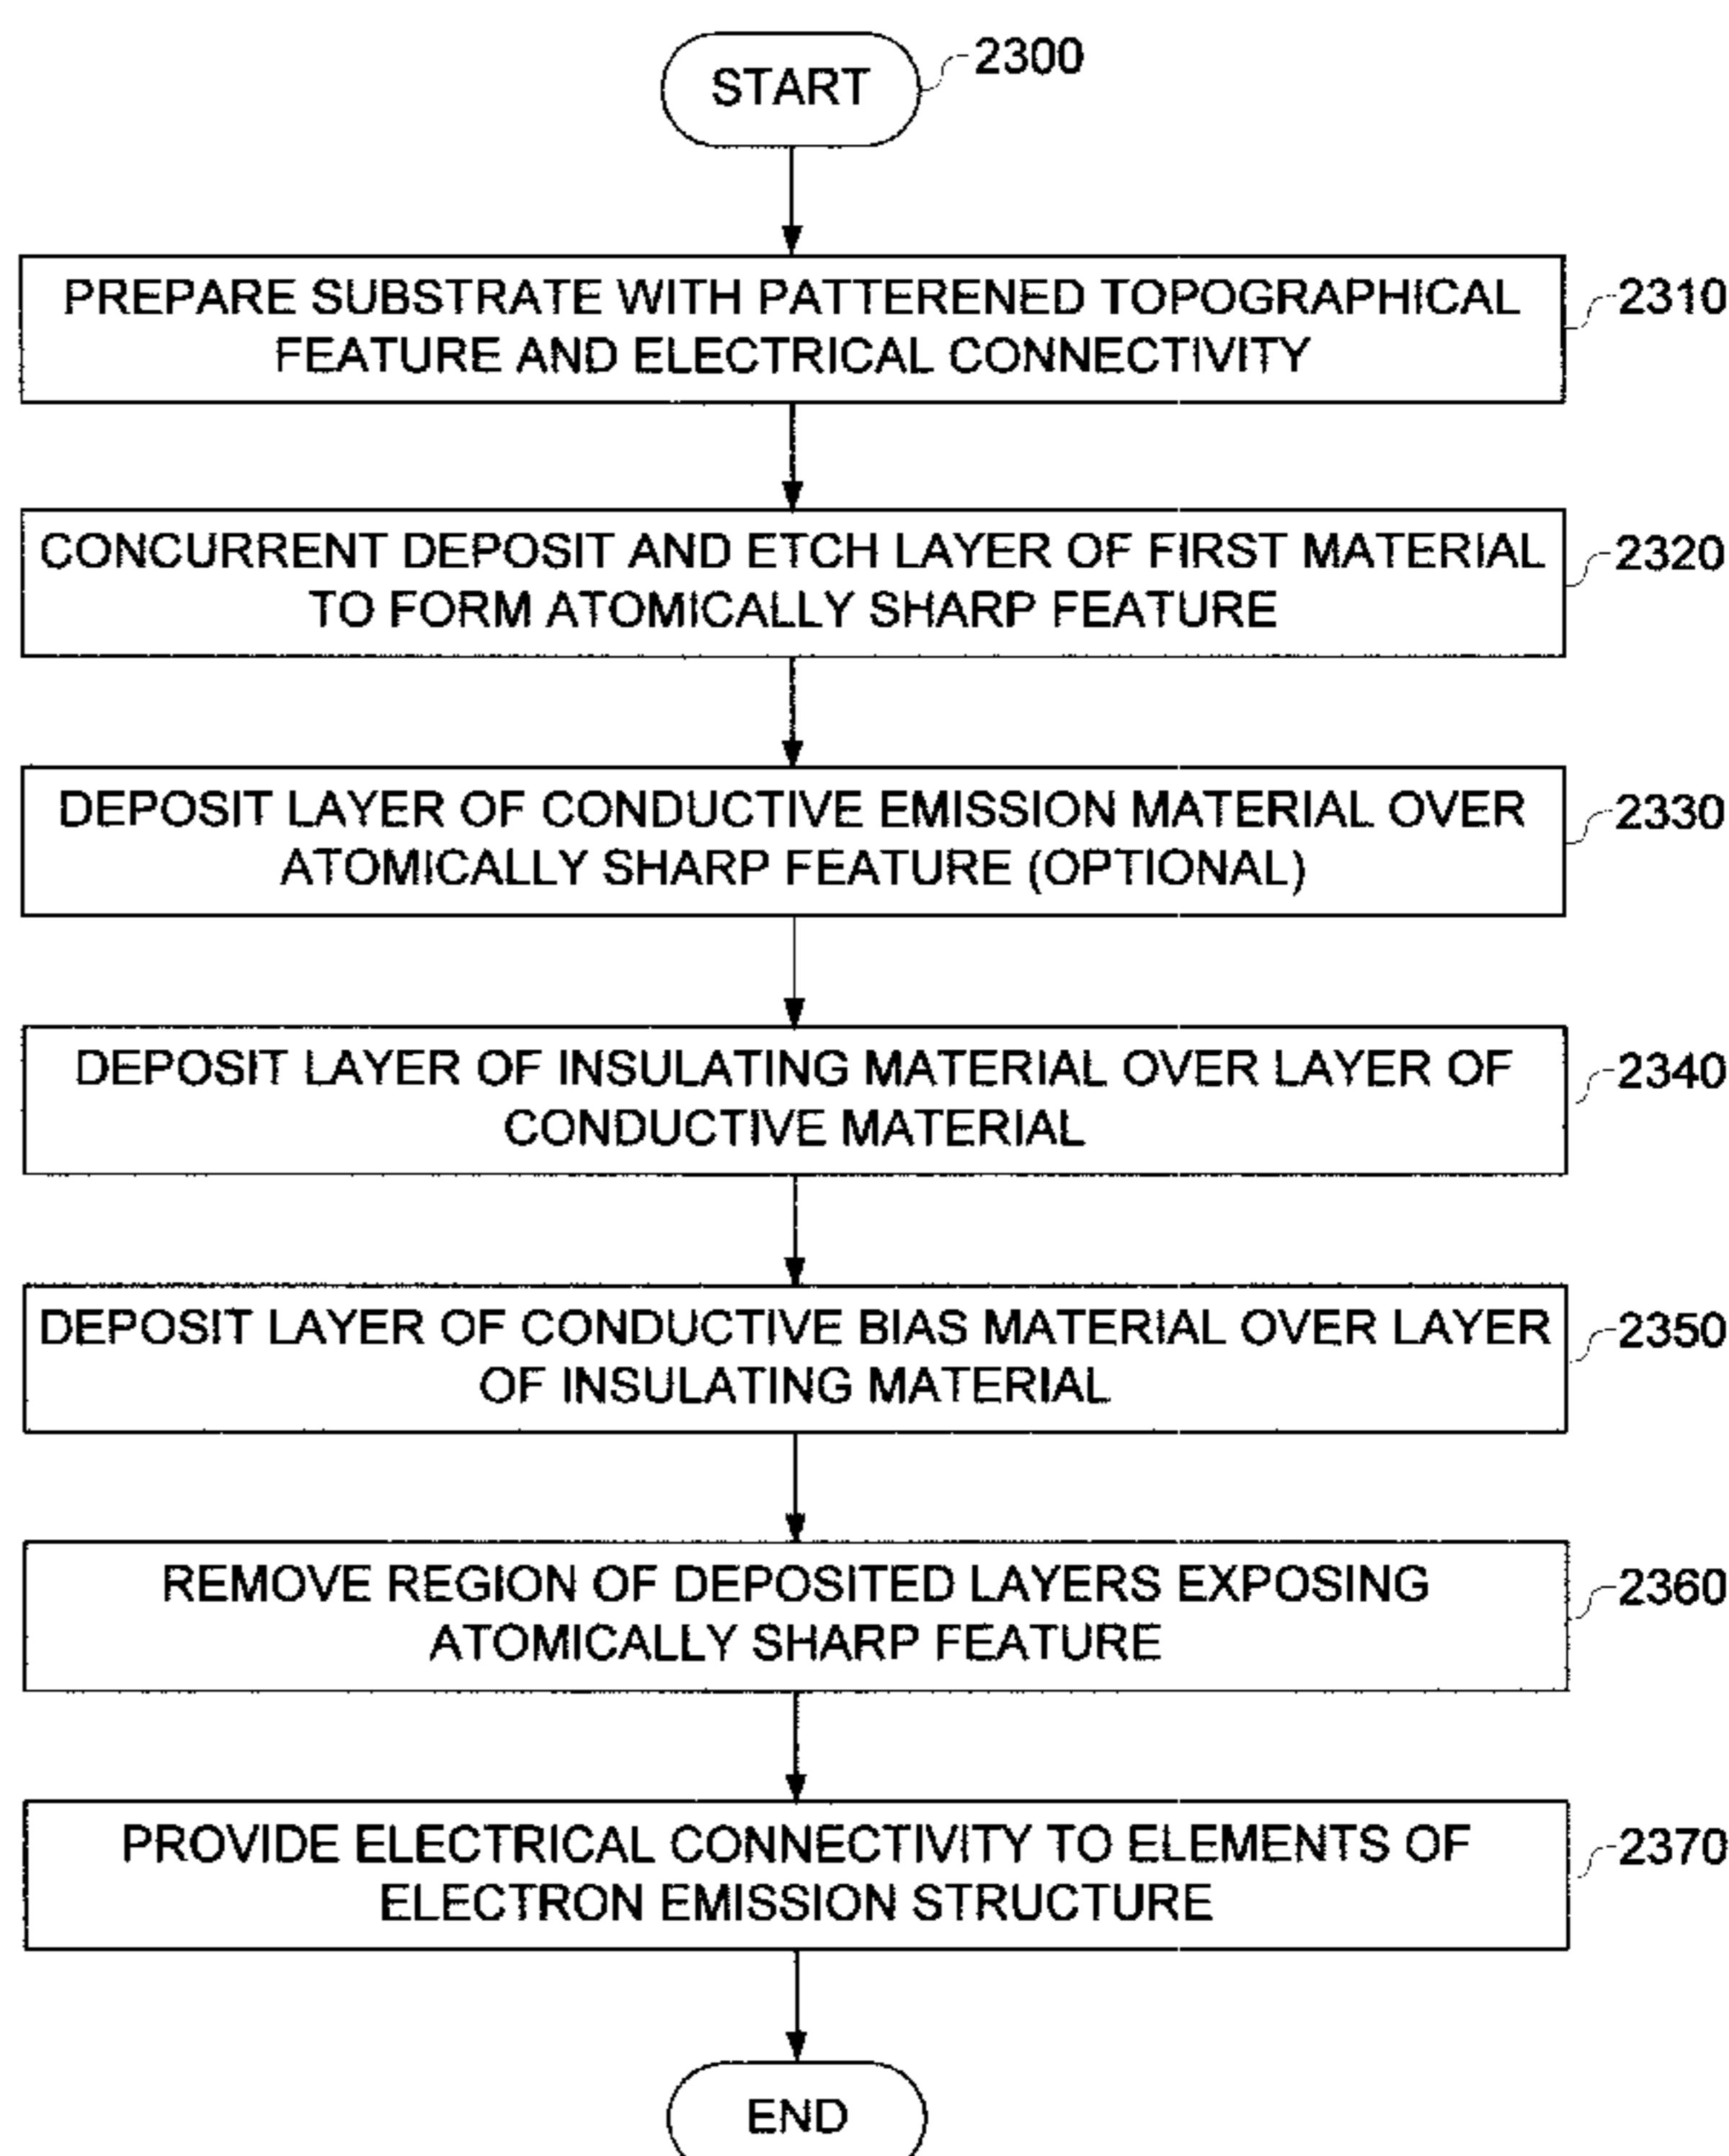 START
2300
PREPARE SUBSTRATE WITH PATTERENED TOPOGRAPHICAL
FEATURE AND ELECTRICAL CONNECTIVITY
2310
CONCURRENT DEPOSIT AND ETCH LAYER OF FIRST MATERIAL
TO FORM ATOMICALLY SHARP FEATURE
2320
DEPOSIT LAYER OF CONDUCTIVE EMISSION MATERIAL OVER
ATOMICALLY SHARP FEATURE (OPTIONAL)
2330
DEPOSIT LAYER OF INSULATING MATERIAL OVER LAYER OF
CONDUCTIVE MATERIAL
2340
DEPOSIT LAYER OF CONDUCTIVE BIAS MATERIAL OVER LAYER
OF INSULATING MATERIAL
2350
REMOVE REGION OF DEPOSITED LAYERS EXPOSING
ATOMICALLY SHARP FEATURE
2360
PROVIDE ELECTRICAL CONNECTIVITY TO ELEMENTS OF
ELECTRON EMISSION STRUCTURE
2370
END